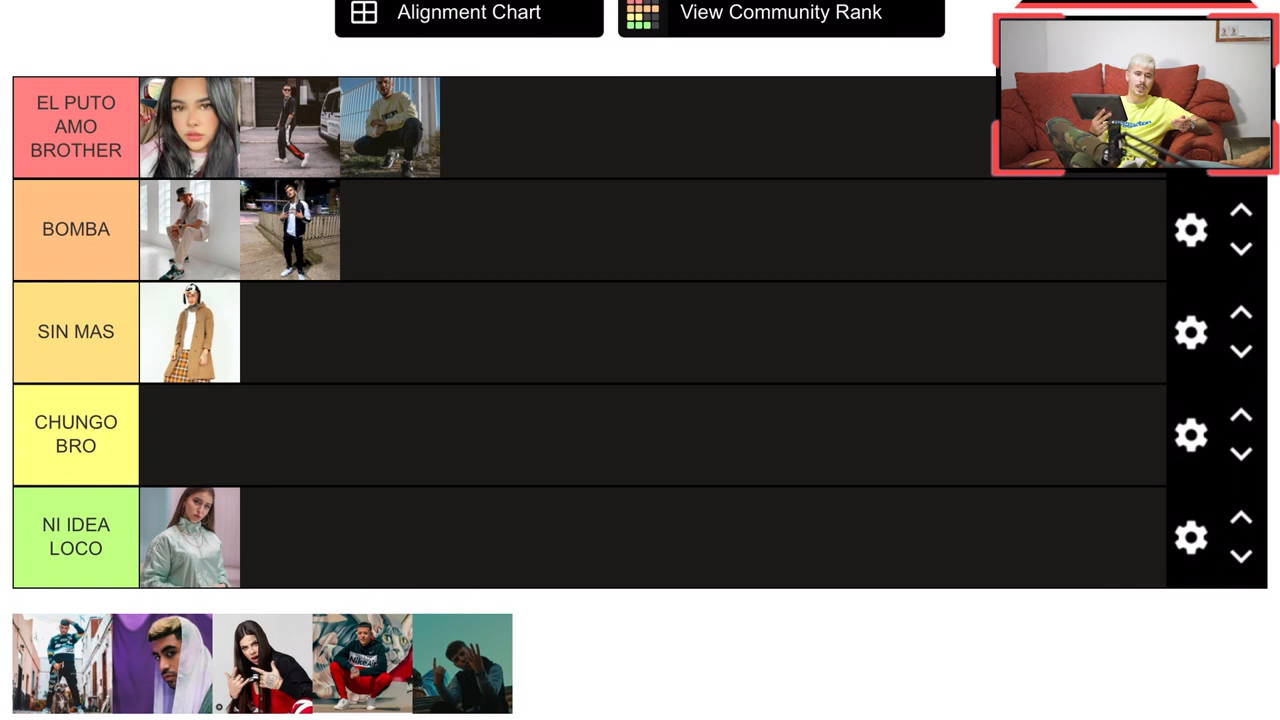 Alignment Chart
View Community Rank
EL PUTO
AMO
BROTHER
BOMBA
SIN MAS
CHUNGO
BRO
NI IDEA
LOCO